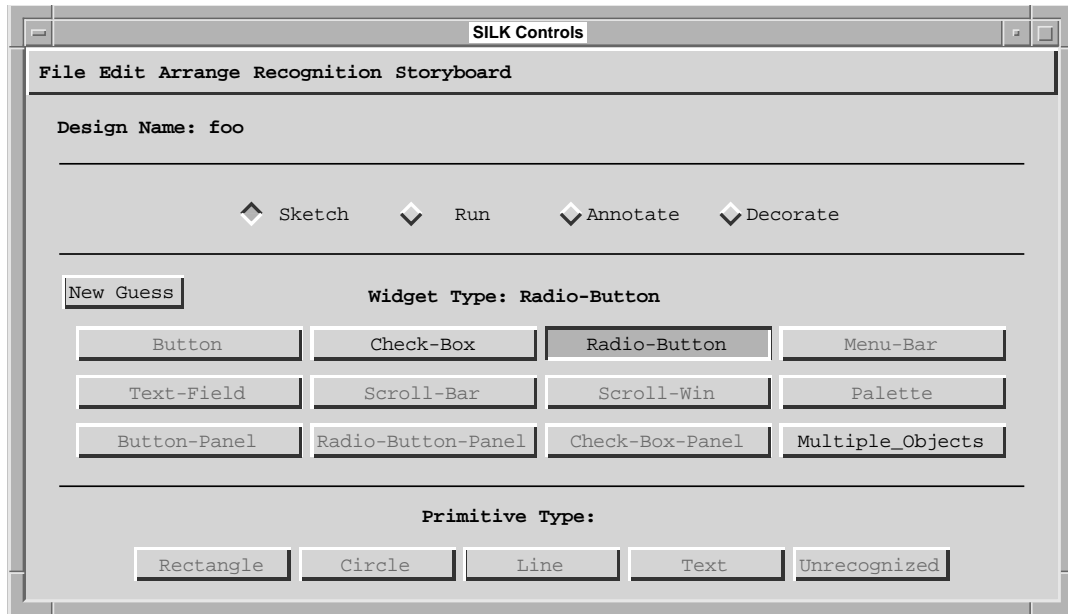 SILK Controls
File Edit Arrange Recognition Storyboard
Design Name: foo
Sketch Run Annotate Decorate
New Guess
Widget Type: Radio-Button
Button Check-Box Radio-Button Menu-Bar
Text-Field Scroll-Bar Scroll-Win Palette
Button-Panel Radio-Button-Panel Check-Box-Panel Multiple_Objects
Primitive Type:
Rectangle Circle Line Text Unrecognized